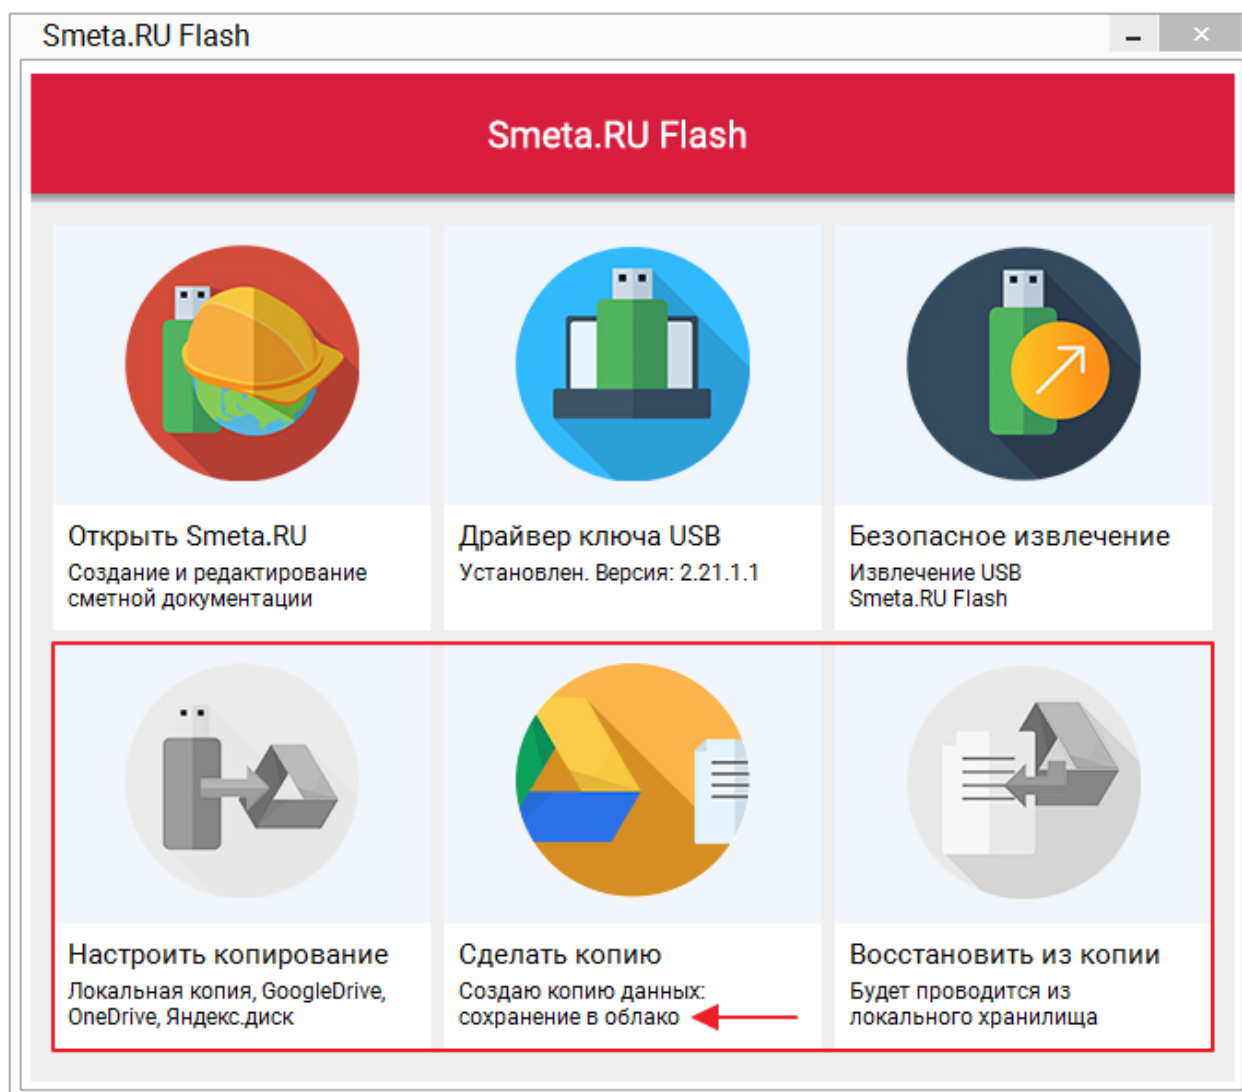 Smeta.RU Flash
Smeta.RU Flash
Открыть Smeta.RU
Создание и редактирование
сметной документации
Драйвер ключа USB
Установлен. Версия: 2.21.1.1
Безопасное извлечение
Извлечение USB
Smeta.RU Flash
Настроить копирование
Локальная копия, GoogleDrive,
OneDrive, Яндекс.диск
Сделать копию
Создаю копию данных:
сохранение в облако
Восстановить из копии
Будет проводится из
локального хранилища